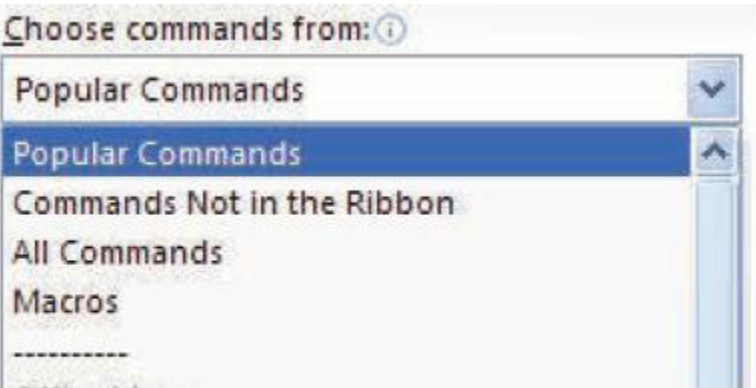 Choose commands from:
Popular Commands
Popular Commands
Commands Not in the Ribbon
All Commands
Macros
----------